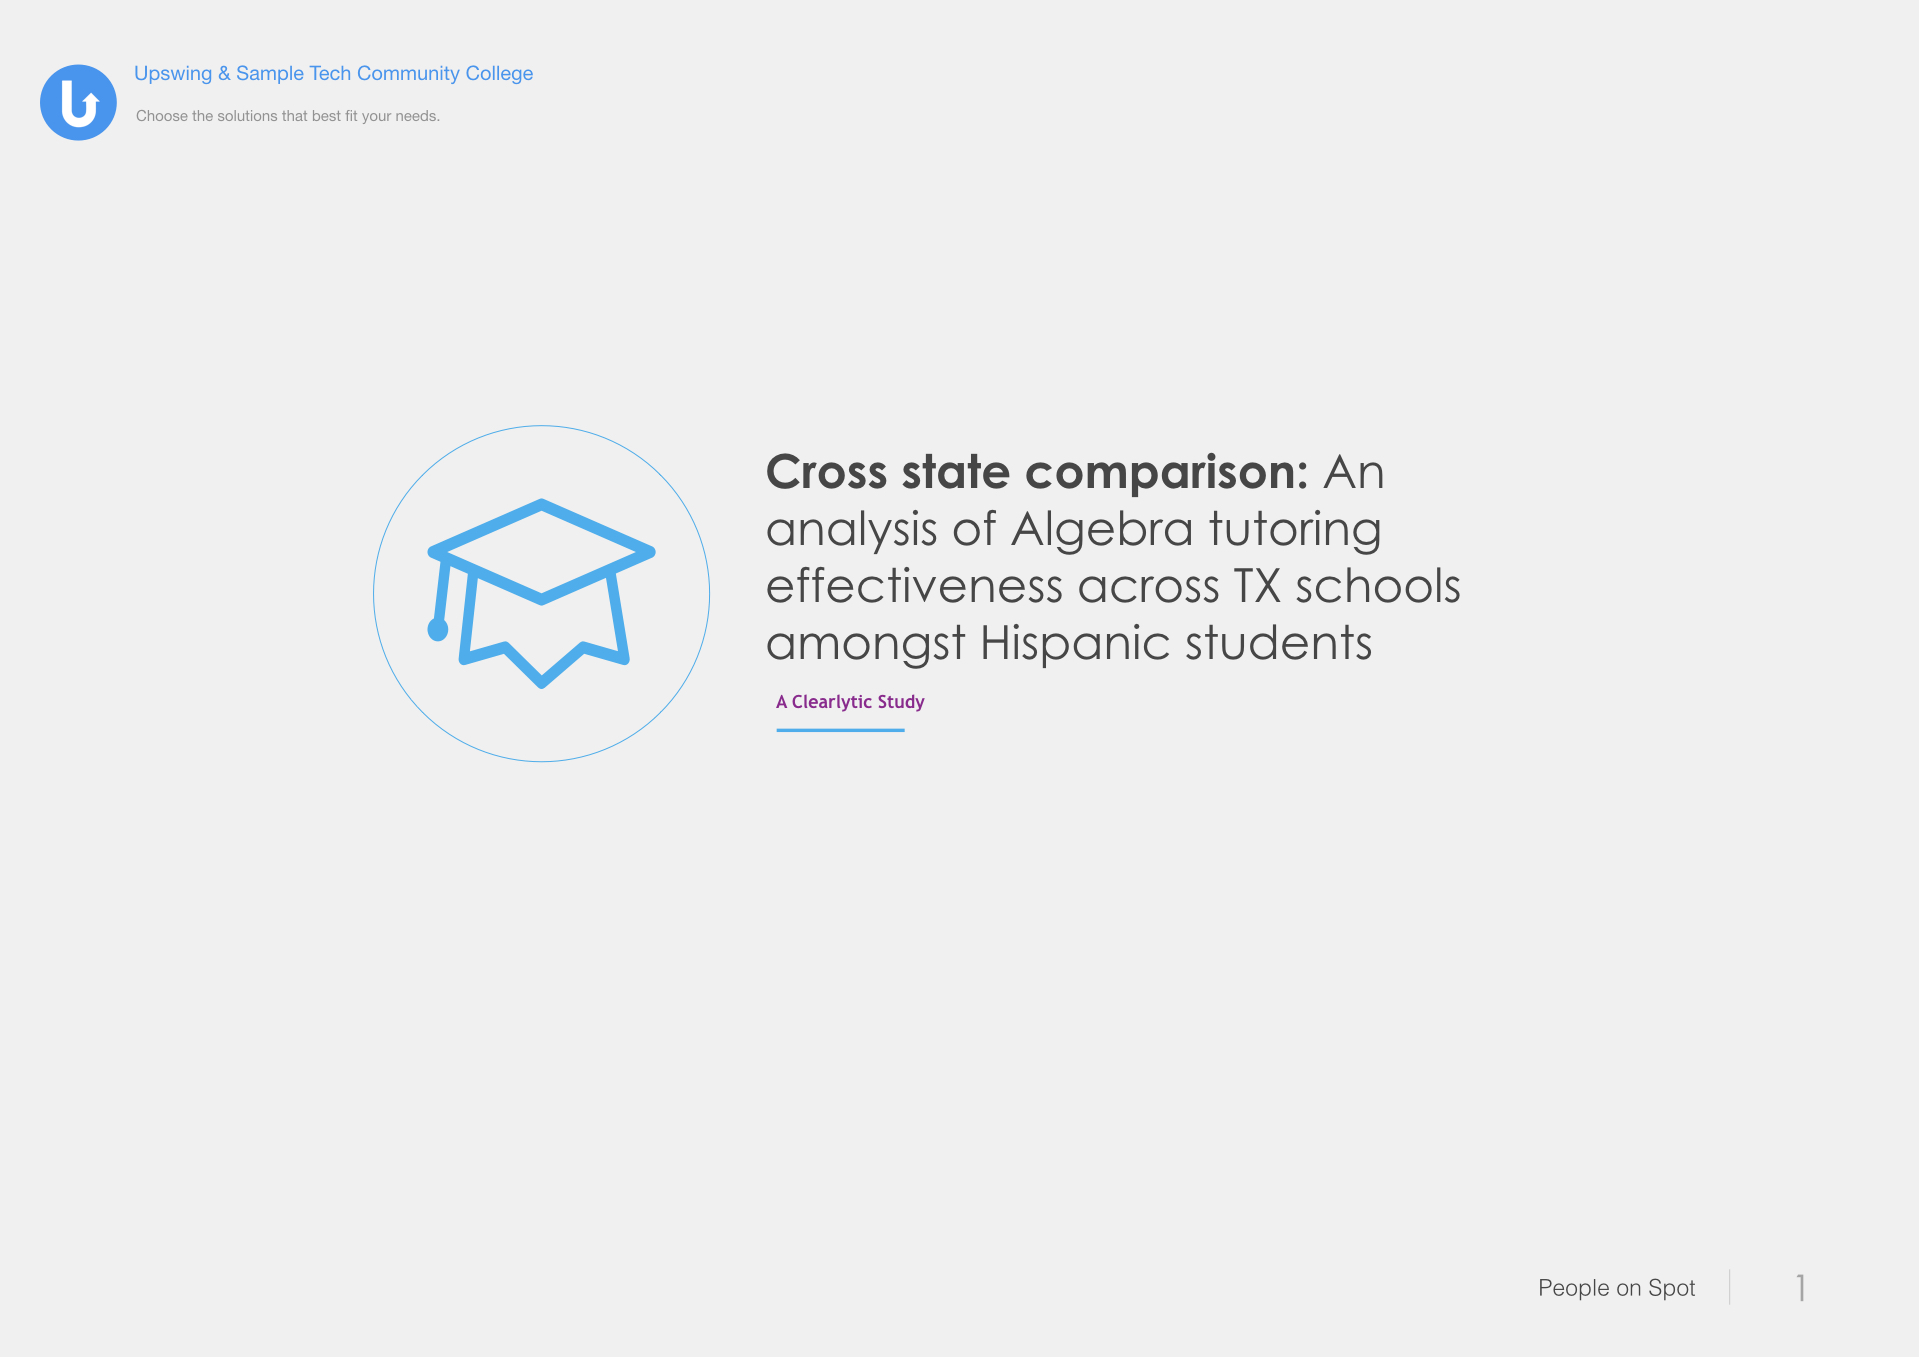 Upswing & Sample Tech Community College
Choose the solutions that best fit your needs.
Cross state comparison: An
analysis of Algebra tutoring
effectiveness across TX schools
amongst Hispanic students
A Clearlytic Study
People on Spot
1